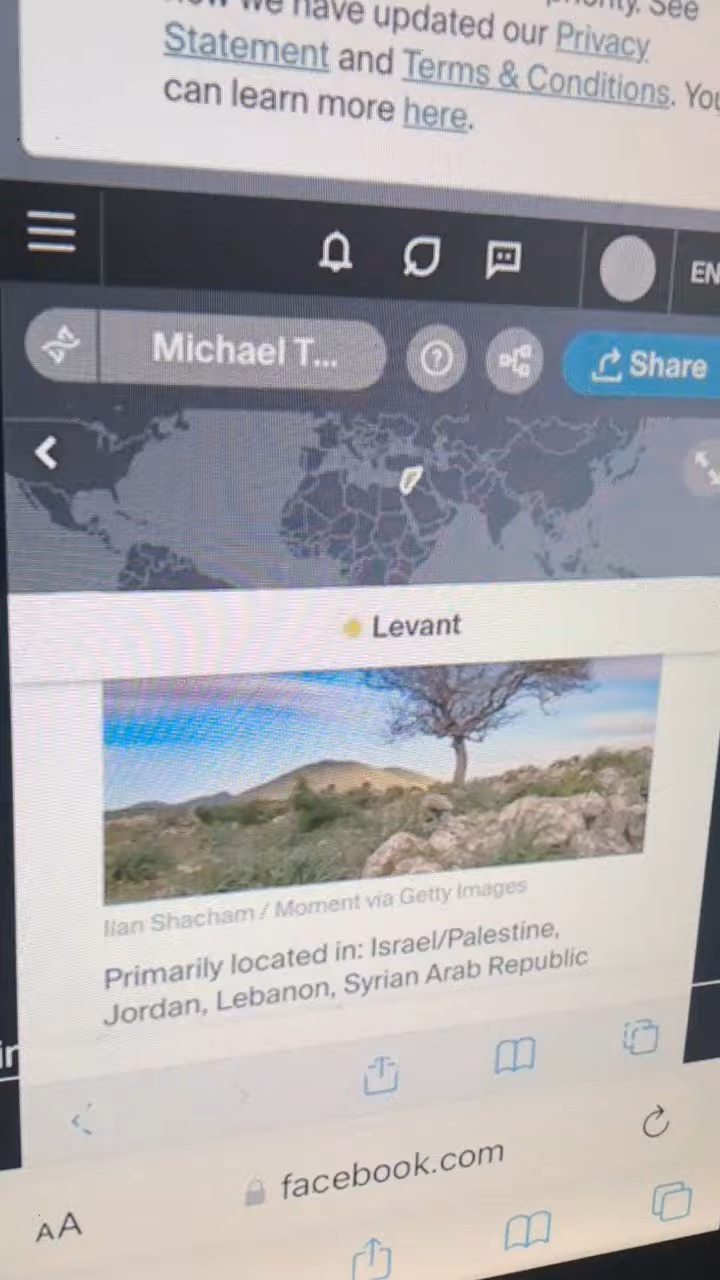 we have updated our Privacy
Statement and Terms & Conditions. You
can learn more here.
See
EN
Michael T...
Share
Levant
Ilan Shacham / Moment via Getty Images
Primarily located in: Israel/Palestine,
Jordan, Lebanon, Syrian Arab Republic
facebook.com
AA